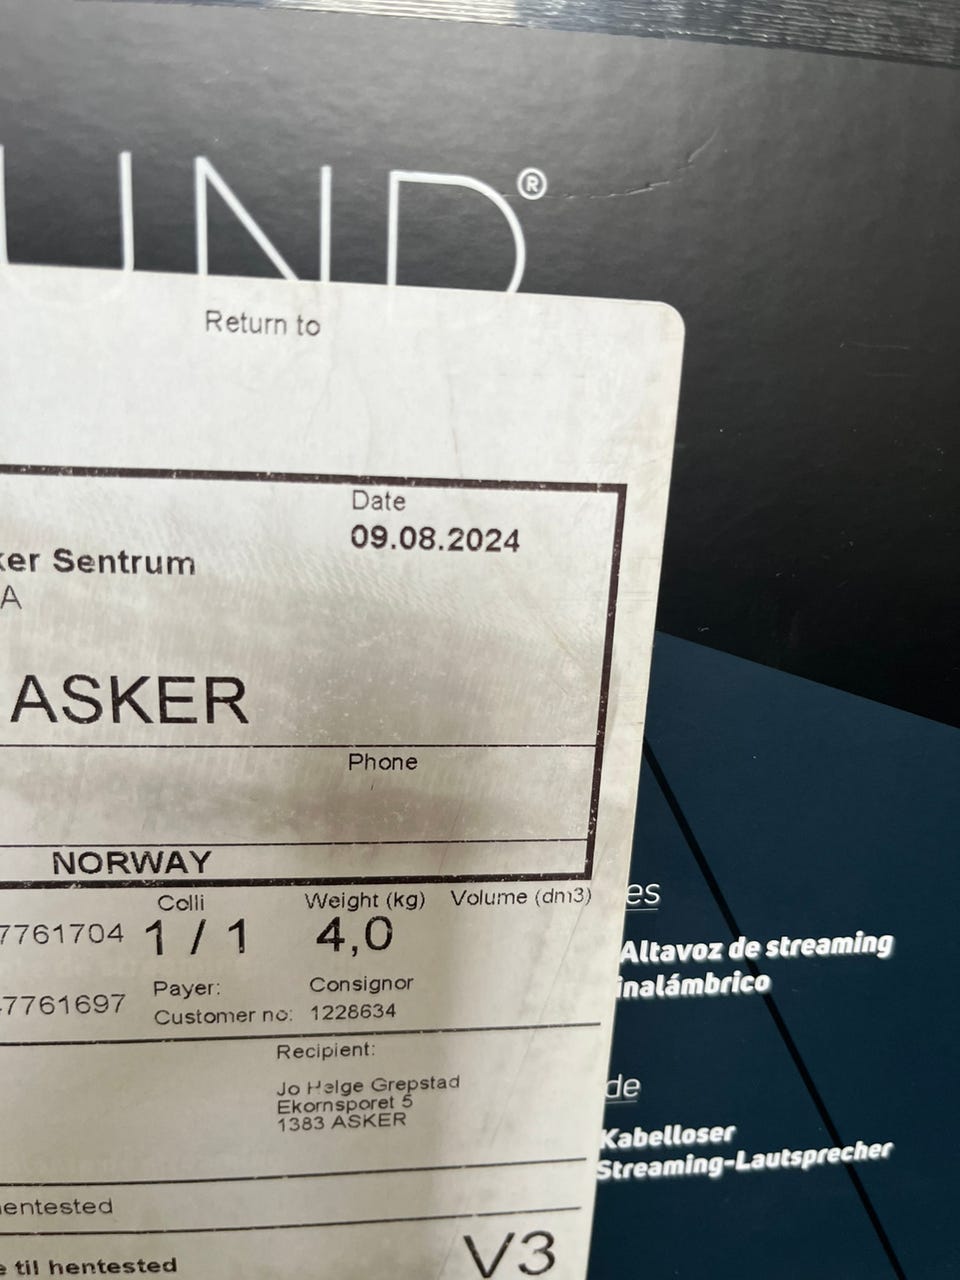 UND®
Return to
Date
09.08.2024
ker Sentrum
A
ASKER
Phone
NORWAY
Colli
Weight (kg)
Volume (dm3)
7761704
1 / 1
4,0
Payer:
Consignor
47761697
Customer no:
1228634
Recipient:
Jo Helge Grepstad
Ekornsporet 5
1383 ASKER
hentested
e til hentested
V3
es
Altavoz de streaming
inalámbrico
de
Kabelloser
Streaming-Lautsprecher